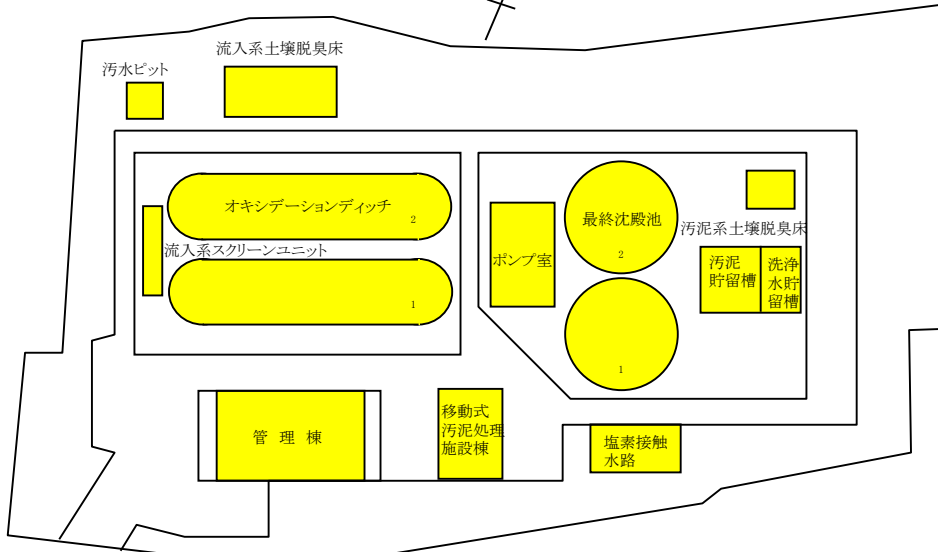 流入系土壌脱臭床
汚水ピット
オキシデーションディッチ
2
流入系スクリーンユニット
1
ポンプ室
最終沈殿池
2
1
汚泥系土壌脱臭床
汚泥
貯留槽
洗浄
水貯
留槽
管理棟
移動式
汚泥処理
施設棟
塩素接触
水路